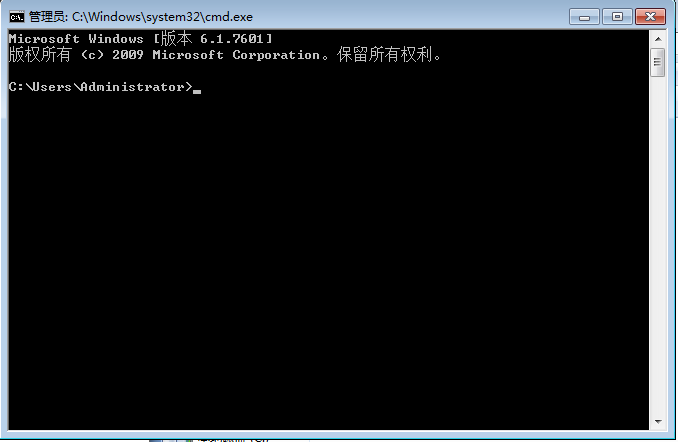 管理员: C:\Windows\system32\cmd.exe
Microsoft Windows [版本 6.1.7601]
版权所有 (c) 2009 Microsoft Corporation。保留所有权利。
C:\Users\Administrator>